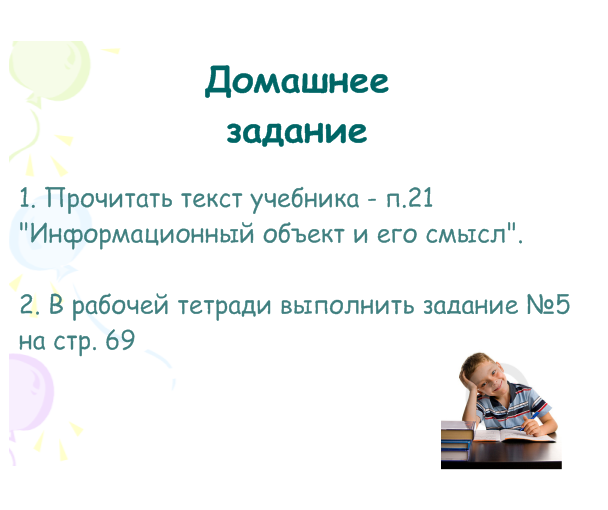 Домашнее
задание
1. Прочитать текст учебника - п.21
"Информационный объект и его смысл".
2. В рабочей тетради выполнить задание №5
на стр. 69